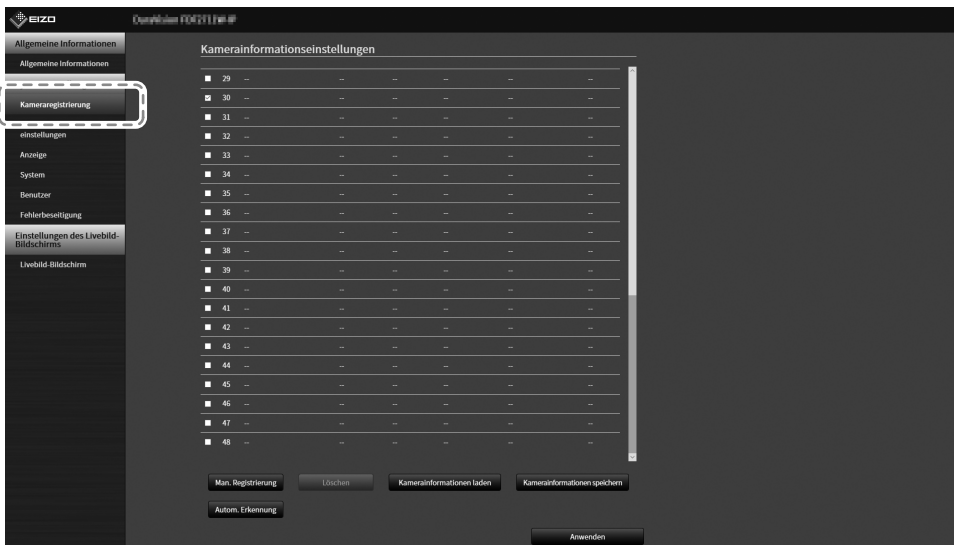 EIZO
Allgemeine Informationen
Allgemeine Informationen
Kameraregistrierung
einstellungen
Anzeige
System
Benutzer
Fehlerbeseitigung
Einstellungen des Livebild-
Bildschirms
Livebild-Bildschirm
Kamerainformationseinstellungen
29 -- -- -- -- -- --
30 -- -- -- -- -- --
31 -- -- -- -- -- --
32 -- -- -- -- -- --
33 -- -- -- -- -- --
34 -- -- -- -- -- --
35 -- -- -- -- -- --
36 -- -- -- -- -- --
37 -- -- -- -- -- --
38 -- -- -- -- -- --
39 -- -- -- -- -- --
40 -- -- -- -- -- --
41 -- -- -- -- -- --
42 -- -- -- -- -- --
43 -- -- -- -- -- --
44 -- -- -- -- -- --
45 -- -- -- -- -- --
46 -- -- -- -- -- --
47 -- -- -- -- -- --
48 -- -- -- -- -- --
Man. Registrierung Löschen Kamerainformationen laden Kamerainformationen speichern
Autom. Erkennung
Anwenden